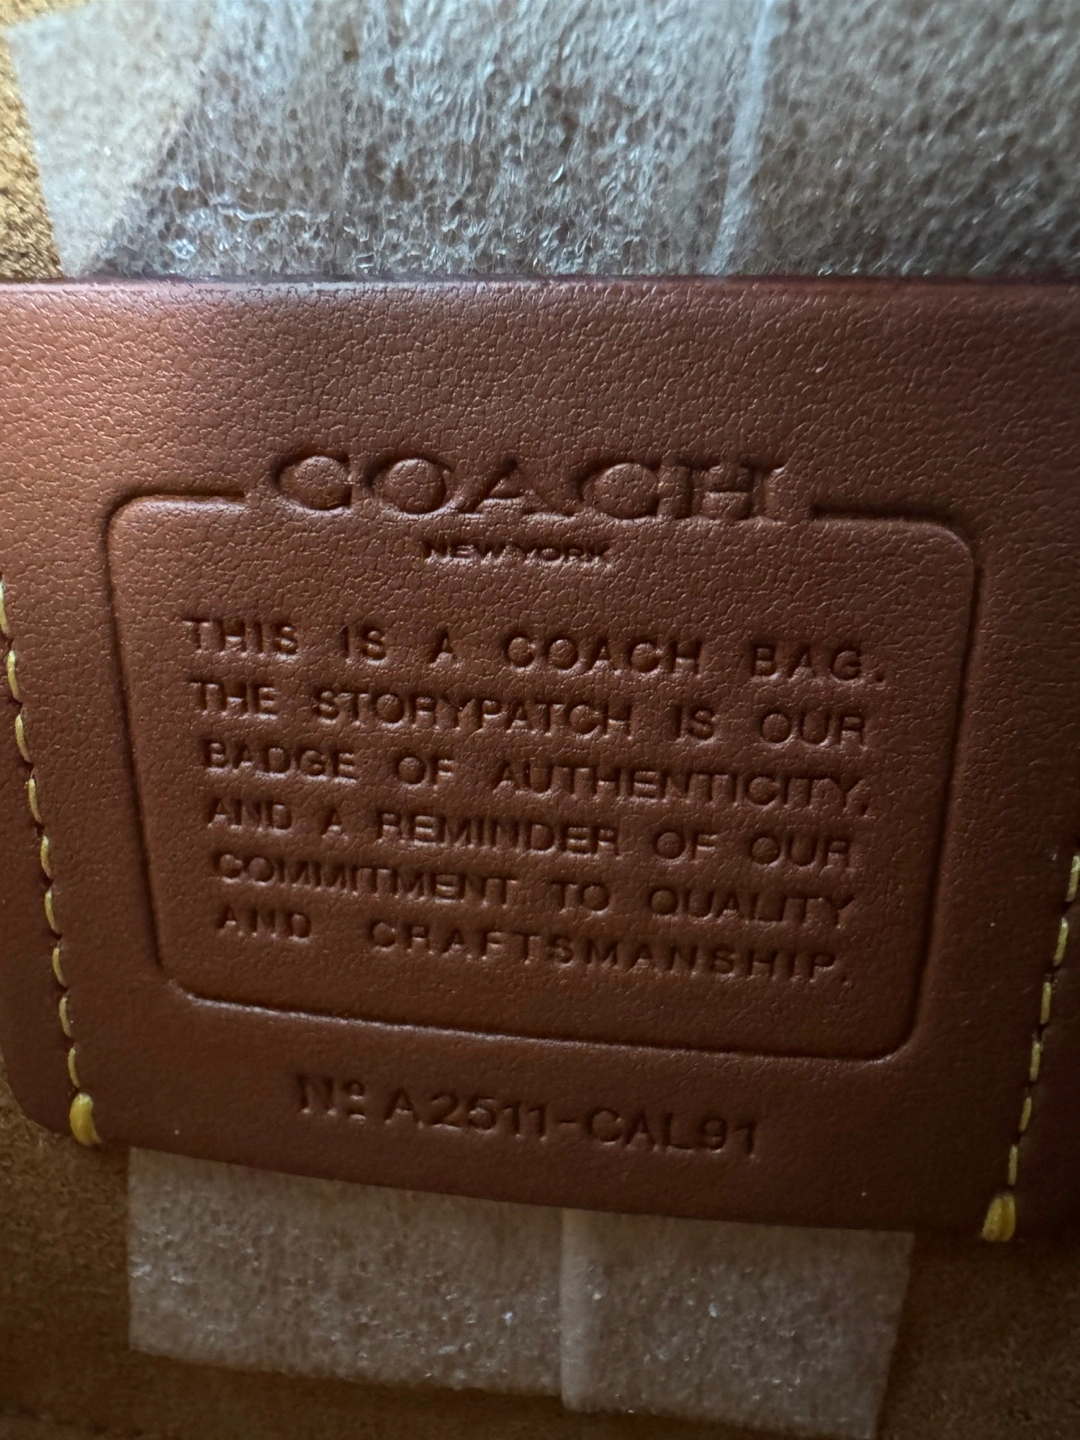 COACH
NEW YORK
THIS IS A COACH BAG.
THE STORYPATCH IS OUR
BADGE OF AUTHENTICITY,
AND A REMINDER OF OUR
COMMITMENT TO QUALITY
AND CRAFTSMANSHIP.
Nº A2511-CAL91